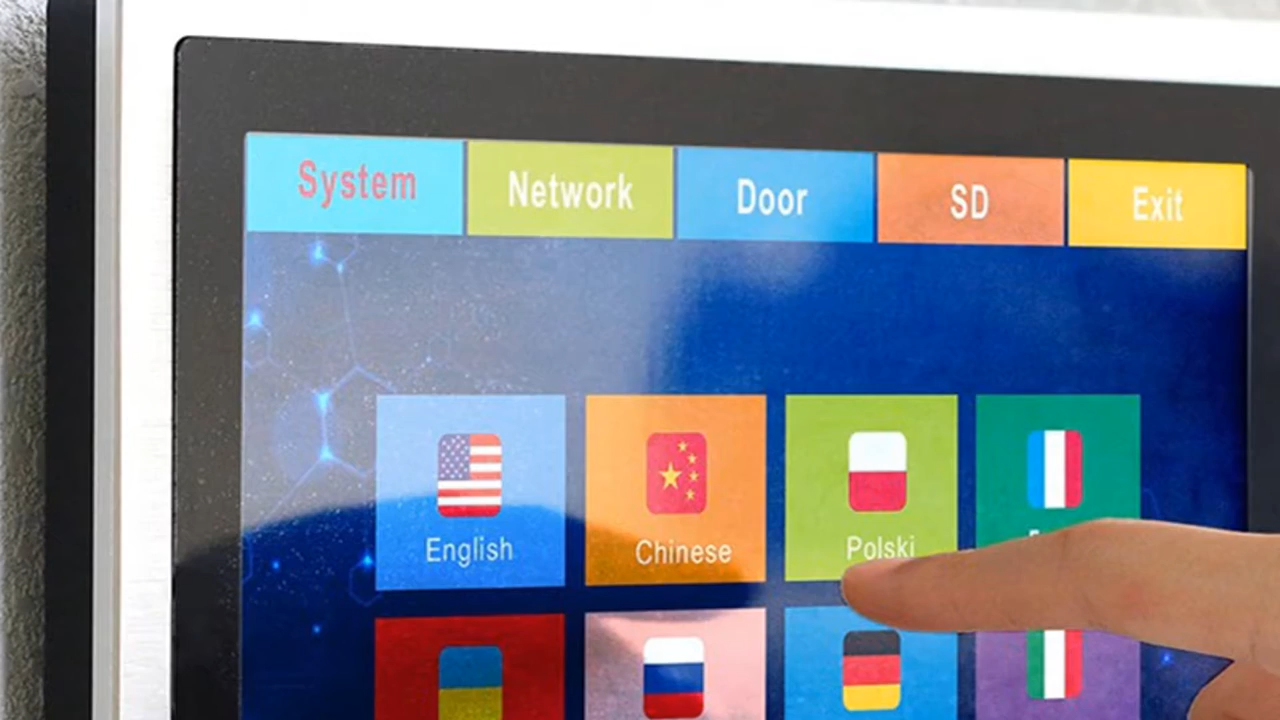 System
Network
Door
SD
Exit
English
Chinese
Polski